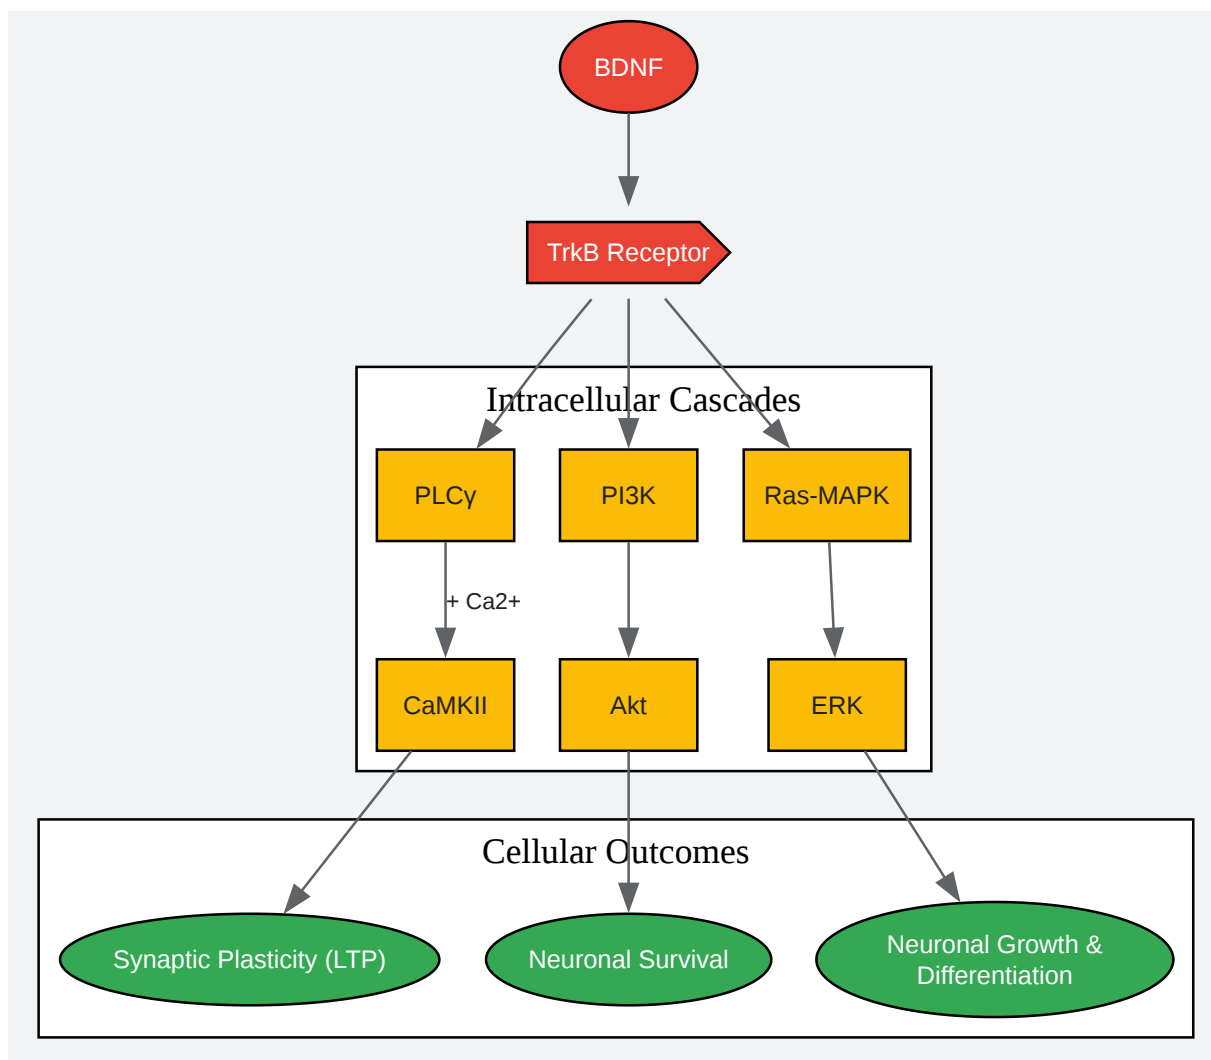 BDNF
TrkB Receptor
Intracellular Cascades
PLCγ
PI3K
Ras-MAPK
+ Ca2+
CaMKII
Akt
ERK
Cellular Outcomes
Synaptic Plasticity (LTP)
Neuronal Survival
Neuronal Growth &
Differentiation